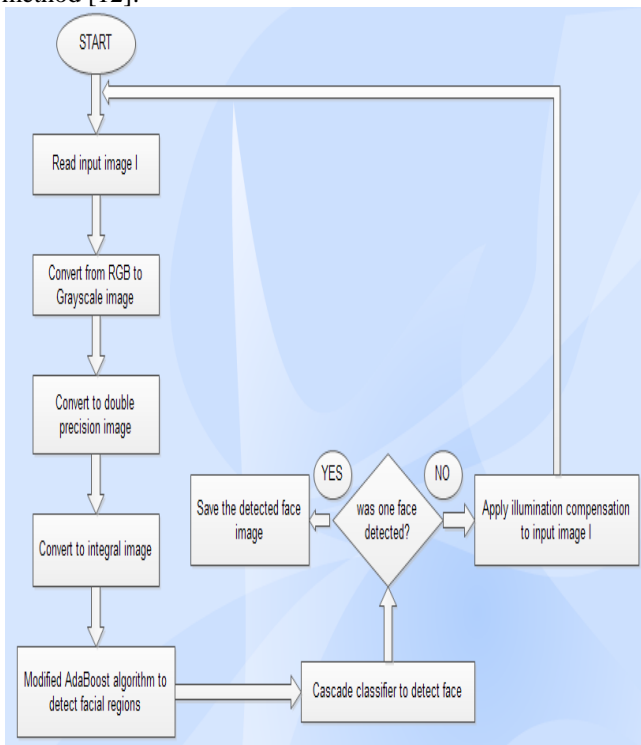 method [12].
START
Read input image I
Convert from RGB to
Grayscale image
Convert to double
precision image
Convert to integral image
Modified AdaBoost algorithm to
detect facial regions
Cascade classifier to detect face
was one face
detected?
YES
Save the detected face
image
NO
Apply illumination compensation
to input image I